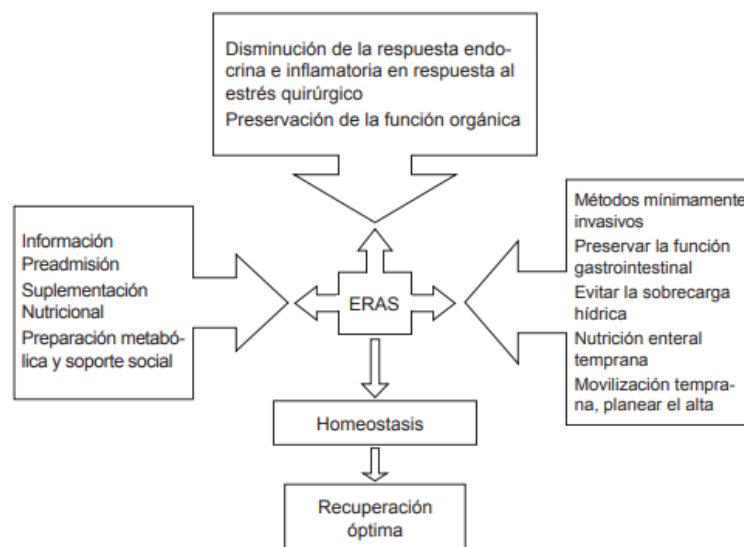 Disminución de la respuesta endo-
crina e inflamatoria en respuesta al
estrés quirúrgico
Preservación de la función orgánica
Información
Preadmisión
Suplementación
Nutricional
Preparación metabó-
lica y soporte social
ERAS
Métodos mínimamente
invasivos
Preservar la función
gastrointestinal
Evitar la sobrecarga
hídrica
Nutrición enteral
temprana
Movilización tempra-
na, planear el alta
Homeostasis
Recuperación
óptima